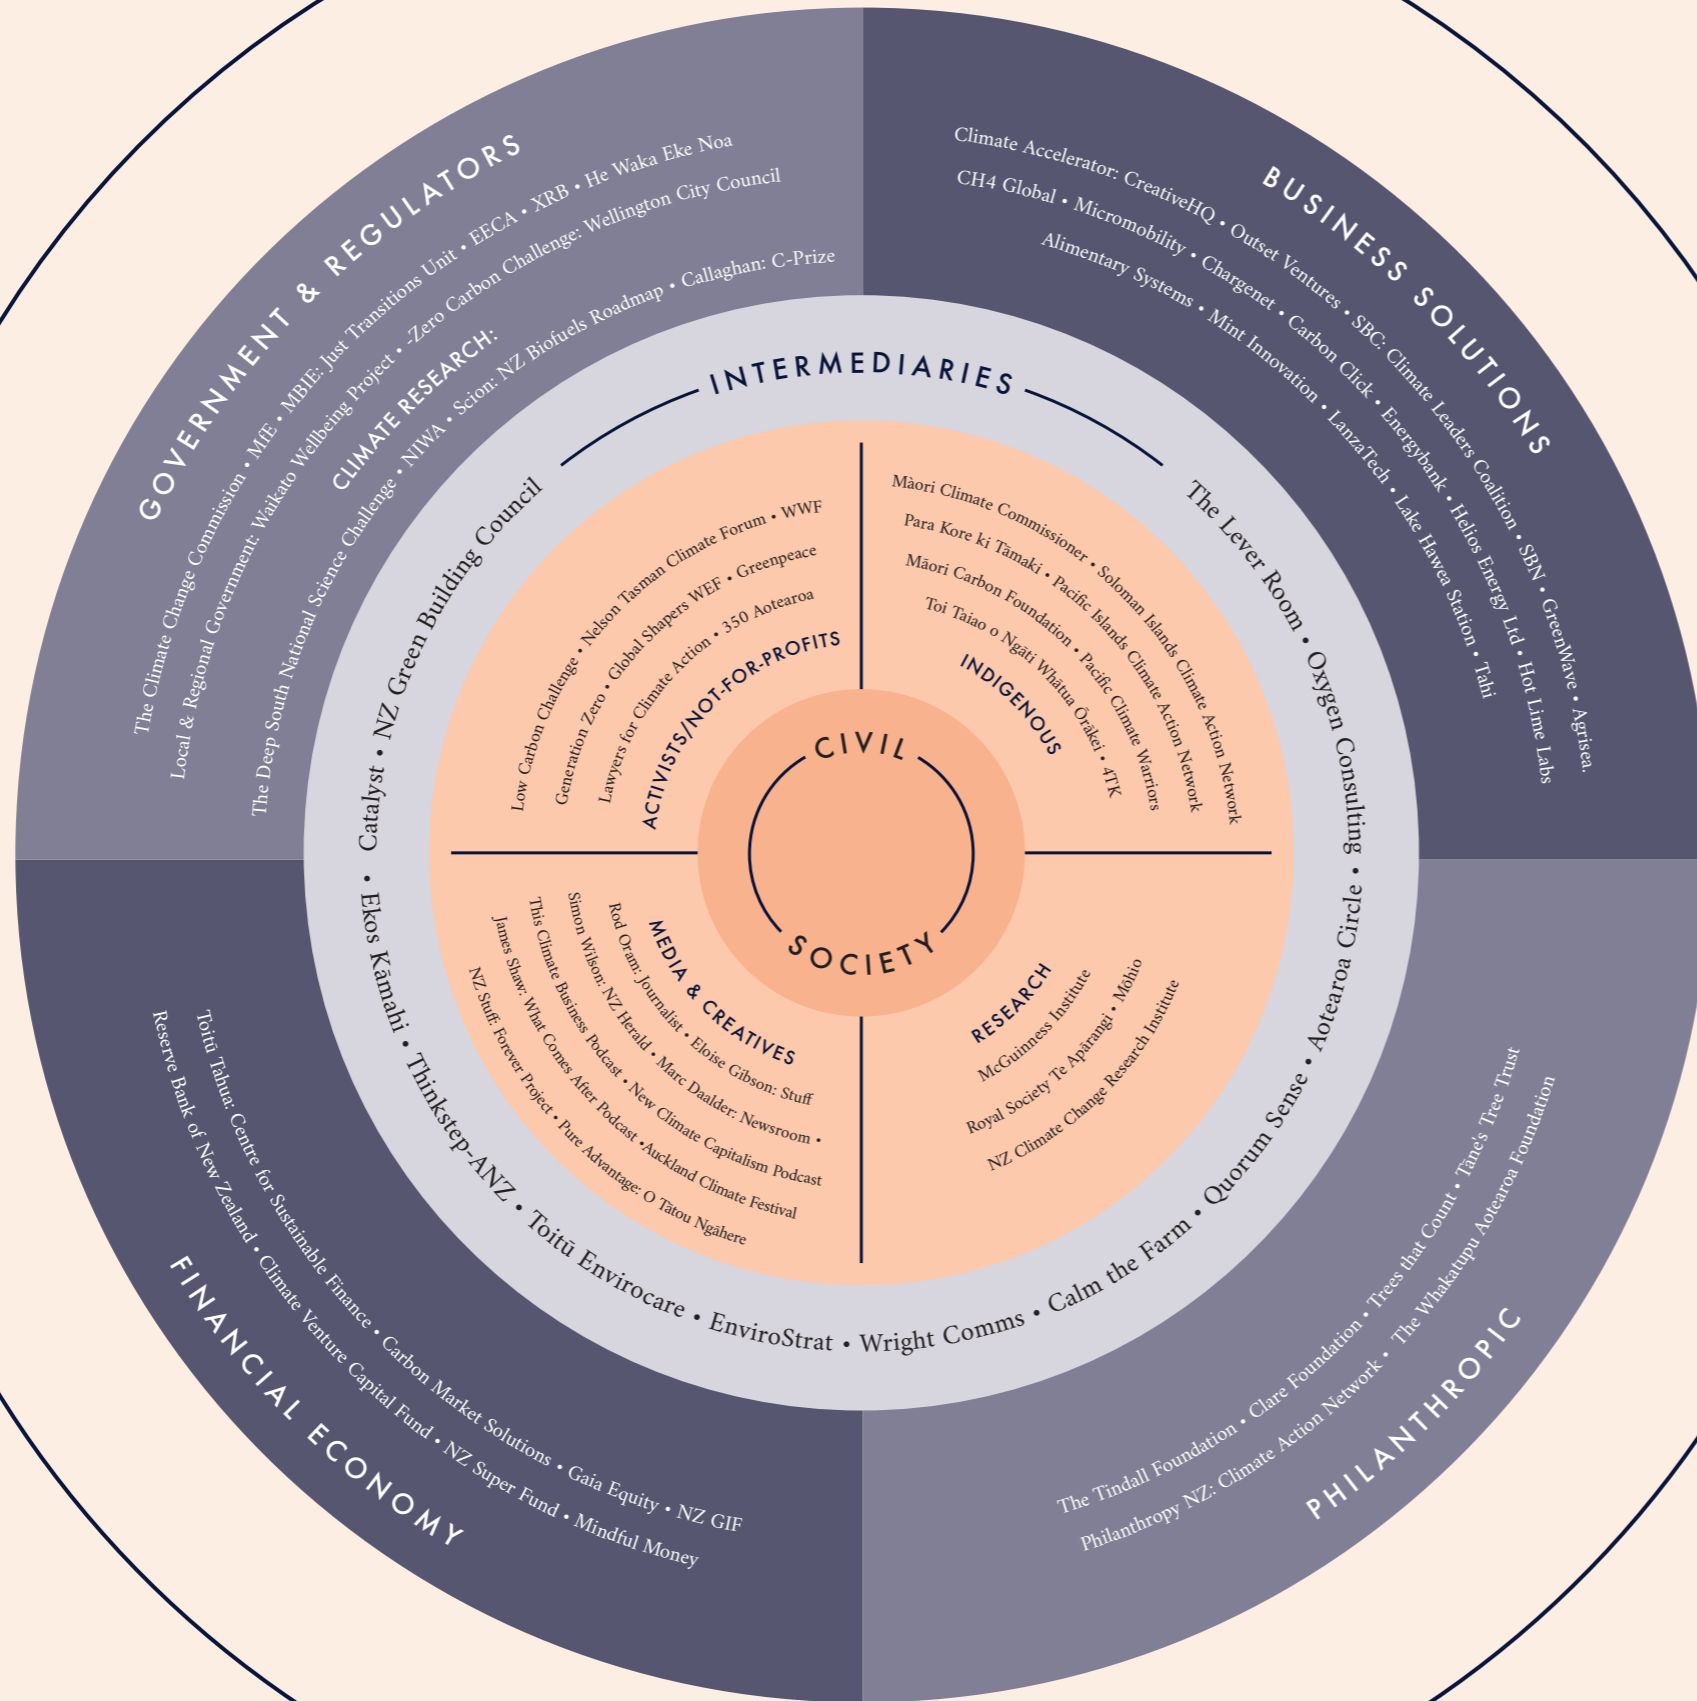 GOVERNMENT & REGULATORS
The Climate Change Commission • MfE • MBIE: Just Transitions Unit • EECA • XRB • He Waka Eke Noa
Local & Regional Government: Waikato Wellbeing Project • -Zero Carbon Challenge: Wellington City Council
CLIMATE RESEARCH:
The Deep South National Science Challenge • NIWA • Scion: NZ Biofuels Roadmap • Callaghan: C-Prize
BUSINESS SOLUTIONS
Climate Accelerator: CreativeHQ • Outset Ventures • SBC: Climate Leaders Coalition • SBN • GreenWave • Agrisea.
CH4 Global • Micromobility • Chargenet • Carbon Click • Energybank • Helios Energy Ltd • Hot Lime Labs
Alimentary Systems • Mint Innovation • LanzaTech • Lake Hawea Station • Tahi
INTERMEDIARIES
The Lever Room • Oxygen Consulting • Aotearoa Circle • Quorum Sense • Calm the Farm • Wright Comms • EnviroStrat • Toitū Envirocare • Thinkstep-ANZ • Ekos Kāmahi • Catalyst • NZ Green Building Council
Low Carbon Challenge • Nelson Tasman Climate Forum • WWF
Generation Zero • Global Shapers WEF • Greenpeace
Lawyers for Climate Action • 350 Aotearoa
ACTIVISTS/NOT-FOR-PROFITS
Màori Climate Commissioner • Soloman Islands Climate Action Network
Para Kore ki Tāmaki • Pacific Islands Climate Action Network
Māori Carbon Foundation • Pacific Climate Warriors
Toi Taiao o Ngāti Whātua Ōrākei • 4TK
INDIGENOUS
CIVIL
SOCIETY
MEDIA & CREATIVES
Rod Oram: Journalist • Eloise Gibson: Stuff
Simon Wilson: NZ Herald • Marc Daalder: Newsroom •
This Climate Business Podcast • New Climate Capitalism Podcast
James Shaw: What Comes After Podcast •Auckland Climate Festival
NZ Stuff: Forever Project • Pure Advantage: O Tātou Ngāhere
RESEARCH
McGuinness Institute
Royal Society Te Apārangi • Mōhio
NZ Climate Change Research Institute
Toitū Tahua: Centre for Sustainable Finance • Carbon Market Solutions • Gaia Equity • NZ GIF
Reserve Bank of New Zealand • Climate Venture Capital Fund • NZ Super Fund • Mindful Money
FINANCIAL ECONOMY
The Tindall Foundation • Clare Foundation • Trees that Count • Tāne's Tree Trust
Philanthropy NZ: Climate Action Network • The Whakatupu Aotearoa Foundation
PHILANTHROPIC